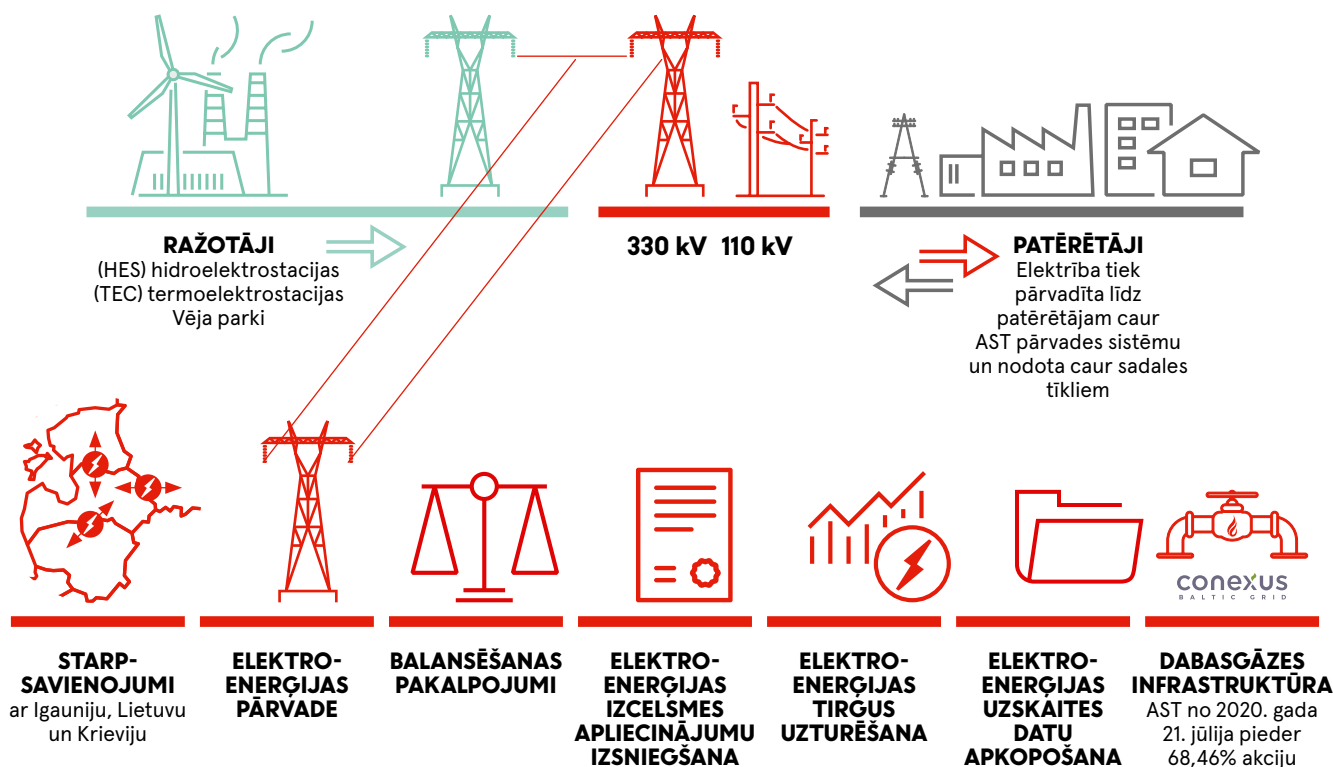 RAŽOTĀJI
(HES) hidroelektrostacijas
(TEC) termoelektrostacijas
Vēja parki
330 kV 110 kV
PATĒRĒTĀJI
Elektrība tiek
pārvadīta līdz
patērētājam caur
AST pārvades sistēmu
un nodota caur sadales
tīkliem
STARP-
SAVIENOJUMI
ar Igauniju, Lietuvu
un Krieviju
ELEKTRO-
ENERĢIJAS
PĀRVADE
BALANSĒŠANAS
PAKALPOJUMI
ELEKTRO-
ENERĢIJAS
IZCELSMES
APLIECINĀJUMU
IZSNIEGŠANA
ELEKTRO-
ENERĢIJAS
TIRGUS
UZTURĒŠANA
ELEKTRO-
ENERĢIJAS
UZSKAITES
DATU
APKOPOŠANA
conexus
BALTIC GRID
DABASGĀZES
INFRASTRUKTŪRA
AST no 2020. gada
21. jūlija pieder
68,46% akciju